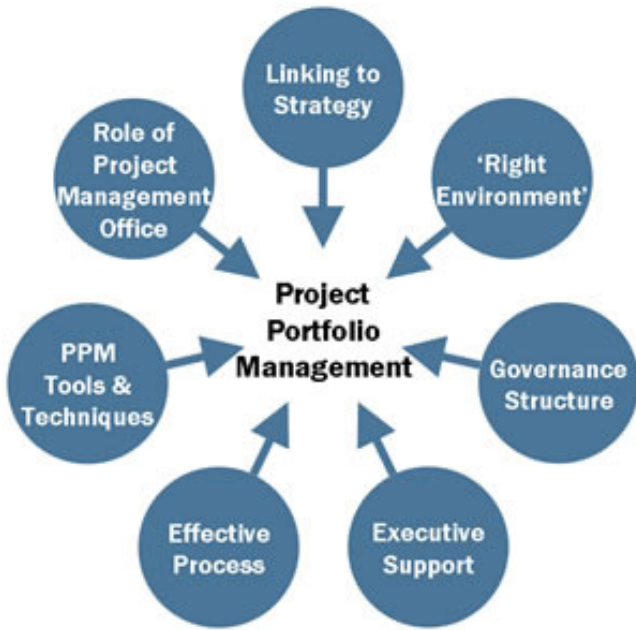 Linking to
Strategy
Role of
Project
Management
Office
'Right
Environment'
Project
Portfolio
Management
PPM
Tools &
Techniques
Governance
Structure
Effective
Process
Executive
Support